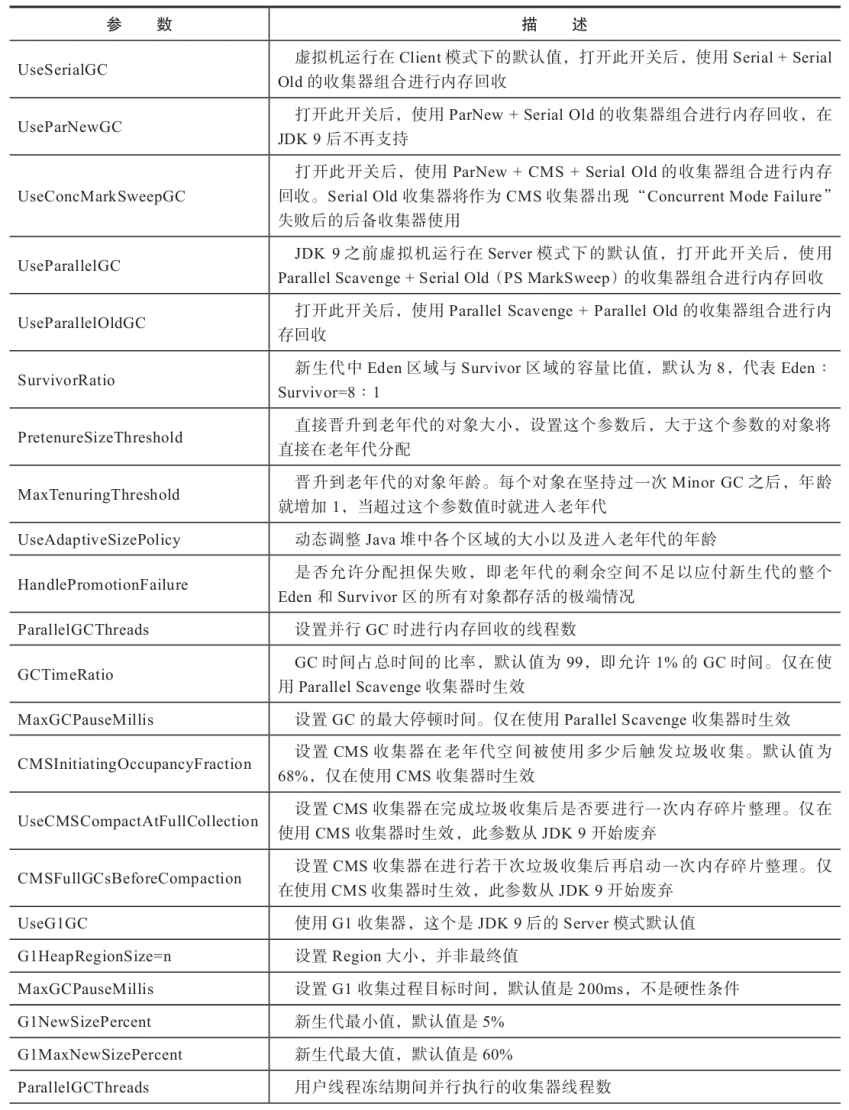 参 数 描 述
UseSerialGC
虚拟机运行在 Client 模式下的默认值，打开此开关后，使用 Serial + Serial
Old 的收集器组合进行内存回收
UseParNewGC
打开此开关后，使用 ParNew + Serial Old 的收集器组合进行内存回收，在
JDK 9 后不再支持
UseConcMarkSweepGC
打开此开关后，使用 ParNew + CMS + Serial Old 的收集器组合进行内存
回收。Serial Old 收集器将作为 CMS 收集器出现“Concurrent Mode Failure”
失败后的后备收集器使用
UseParallelGC
JDK 9 之前虚拟机运行在 Server 模式下的默认值，打开此开关后，使用
Parallel Scavenge + Serial Old（PS MarkSweep）的收集器组合进行内存回收
UseParallelOldGC
打开此开关后，使用 Parallel Scavenge + Parallel Old 的收集器组合进行内
存回收
SurvivorRatio
新生代中 Eden 区域与 Survivor 区域的容量比值，默认为 8，代表 Eden：
Survivor=8：1
PretenureSizeThreshold
直接晋升到老年代的对象大小，设置这个参数后，大于这个参数的对象将
直接在老年代分配
MaxTenuringThreshold
晋升到老年代的对象年龄。每个对象在坚持过一次 Minor GC 之后，年龄
就增加 1，当超过这个参数值时就进入老年代
UseAdaptiveSizePolicy
动态调整 Java 堆中各个区域的大小以及进入老年代的年龄
HandlePromotionFailure
是否允许分配担保失败，即老年代的剩余空间不足以应付新生代的整个
Eden 和 Survivor 区的所有对象都存活的极端情况
ParallelGCThreads
设置并行 GC 时进行内存回收的线程数
GCTimeRatio
GC 时间占总时间的比率，默认值为 99，即允许 1% 的 GC 时间。仅在使
用 Parallel Scavenge 收集器时生效
MaxGCPauseMillis
设置 GC 的最大停顿时间。仅在使用 Parallel Scavenge 收集器时生效
CMSInitiatingOccupancyFraction
设置 CMS 收集器在老年代空间被使用多少后触发垃圾收集。默认值为
68%，仅在使用 CMS 收集器时生效
UseCMSCompactAtFullCollection
设置 CMS 收集器在完成垃圾收集后是否要进行一次内存碎片整理。仅在
使用 CMS 收集器时生效，此参数从 JDK 9 开始废弃
CMSFullGCsBeforeCompaction
设置 CMS 收集器在进行若干次垃圾收集后再启动一次内存碎片整理。仅
在使用 CMS 收集器时生效，此参数从 JDK 9 开始废弃
UseG1GC
使用 G1 收集器，这个是 JDK 9 后的 Server 模式默认值
G1HeapRegionSize=n
设置 Region 大小，并非最终值
MaxGCPauseMillis
设置 G1 收集过程目标时间，默认值是 200ms，不是硬性条件
G1NewSizePercent
新生代最小值，默认值是 5%
G1MaxNewSizePercent
新生代最大值，默认值是 60%
ParallelGCThreads
用户线程冻结期间并行执行的收集器线程数